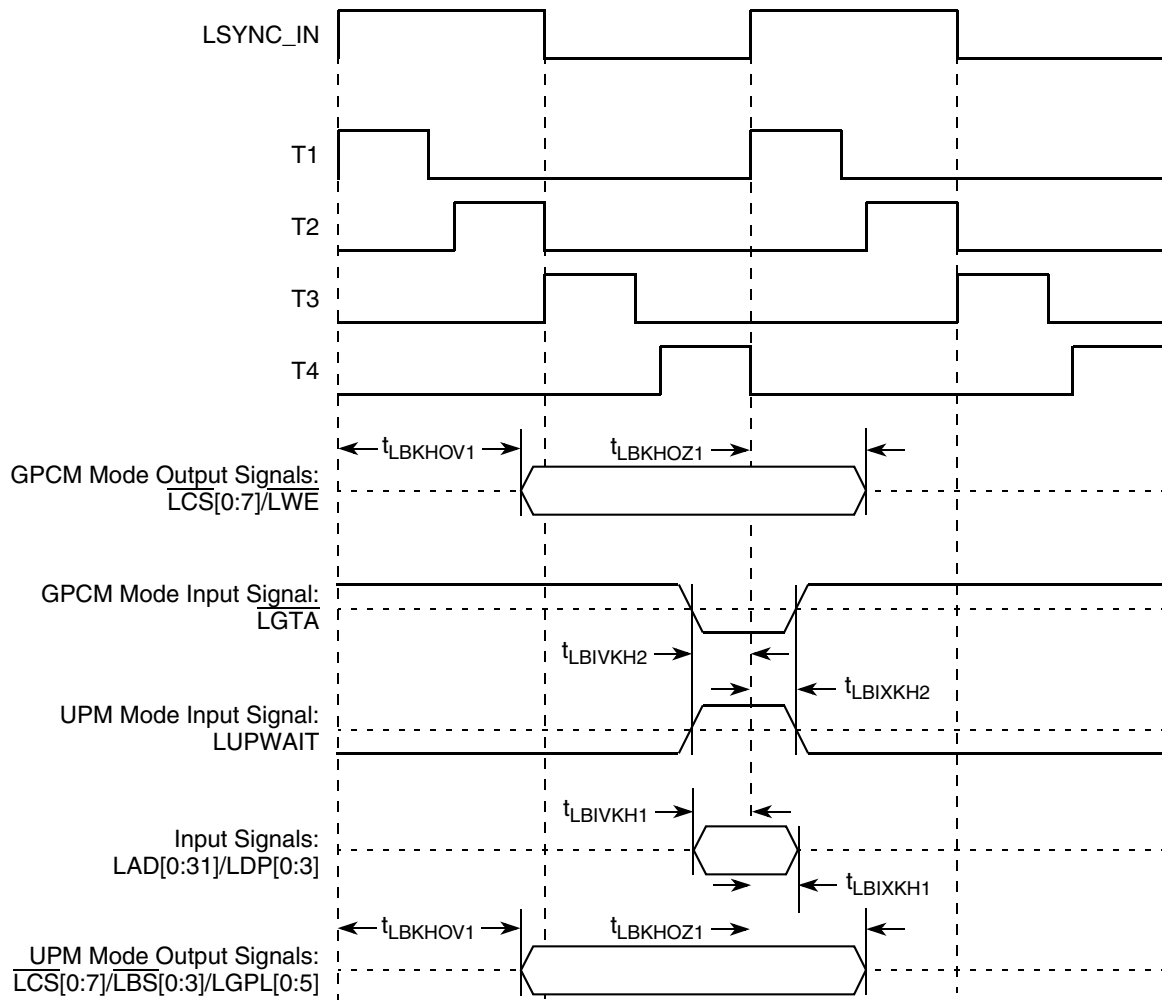 LSYNC_IN
T1
T2
T3
T4
tLBKHOV1
tLBKHOZ1
GPCM Mode Output Signals:
LCS[0:7]/LWE
GPCM Mode Input Signal:
LGTA
tLBIVKH2
tLBIXKH2
UPM Mode Input Signal:
LUPWAIT
tLBIVKH1
Input Signals:
LAD[0:31]/LDP[0:3]
tLBIXKH1
tLBKHOV1
tLBKHOZ1
UPM Mode Output Signals:
LCS[0:7]/LBS[0:3]/LGPL[0:5]